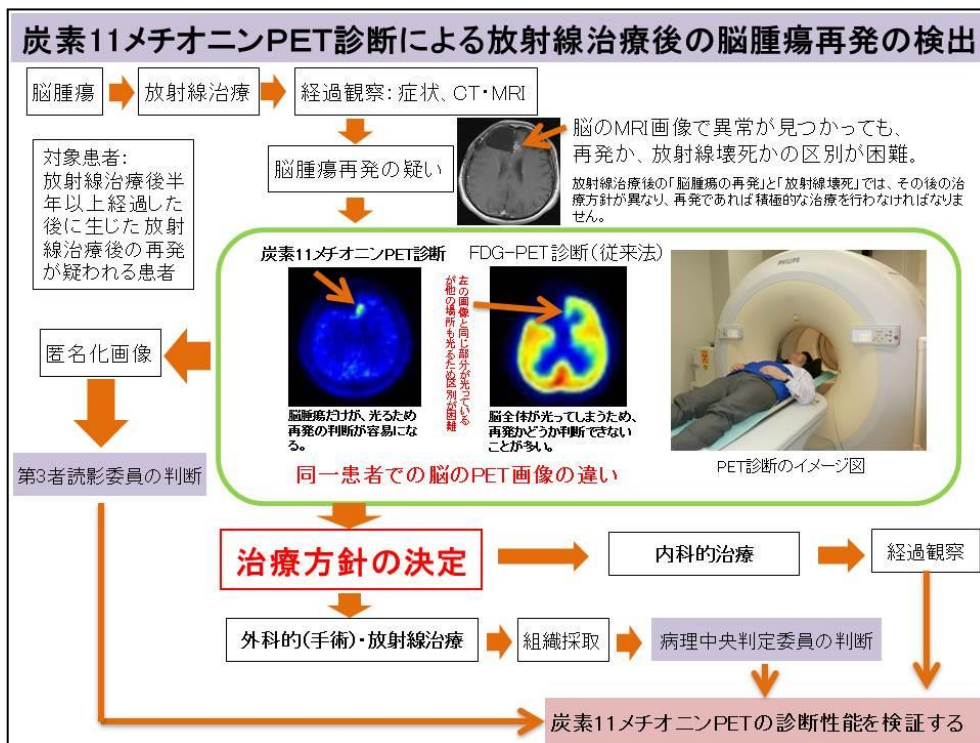 炭素11メチオニンPET診断による放射線治療後の脳腫瘍再発の検出
脳腫瘍
放射線治療
経過観察：症状、CT・MRI
脳のMRI画像で異常が見つかっても、
再発か、放射線壊死かの区別が困難。
放射線治療後の「脳腫瘍の再発」と「放射線壊死」では、その後の治
療方針が異なり、再発であれば積極的な治療を行わなければなりま
せん。
対象患者：
放射線治療後半
年以上経過した
後に生じた放射
線治療後の再発
が疑われる患者
脳腫瘍再発の疑い
炭素11メチオニンPET診断
FDG-PET診断（従来法）
左の画像と同じ部分が光っている
が他の場所も光るため区別が困難
脳腫瘍だけが、光るため
再発の判断が容易にな
る。
脳全体が光ってしまうため、
再発かどうか判断できない
ことが多い。
PHILIPS
PET診断のイメージ図
同一患者での脳のPET画像の違い
匿名化画像
第3者読影委員の判断
治療方針の決定
内科的治療
経過観察
外科的(手術)・放射線治療
組織採取
病理中央判定委員の判断
炭素11メチオニンPETの診断性能を検証する